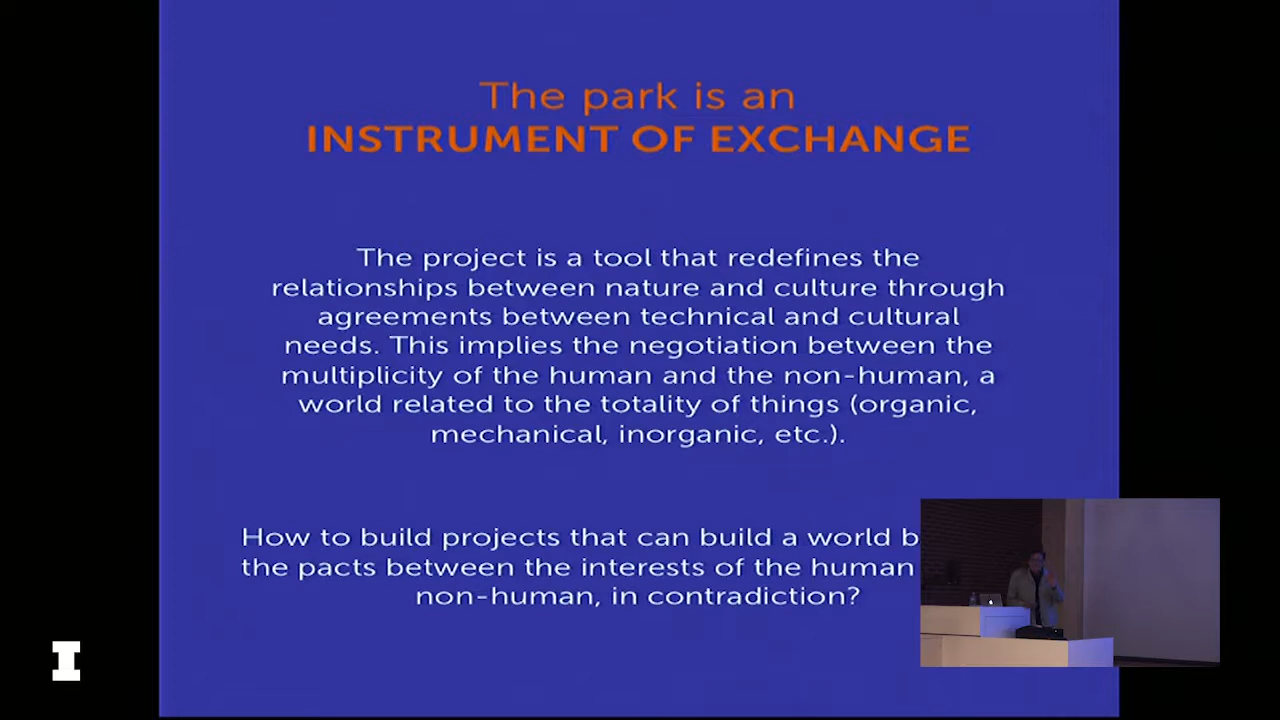 The park is an
INSTRUMENT OF EXCHANGE
The project is a tool that redefines the
relationships between nature and culture through
agreements between technical and cultural
needs. This implies the negotiation between the
multiplicity of the human and the non-human, a
world related to the totality of things (organic,
mechanical, inorganic, etc.).
How to build projects that can build a world
the pacts between the interests of the human
non-human, in contradiction?
I